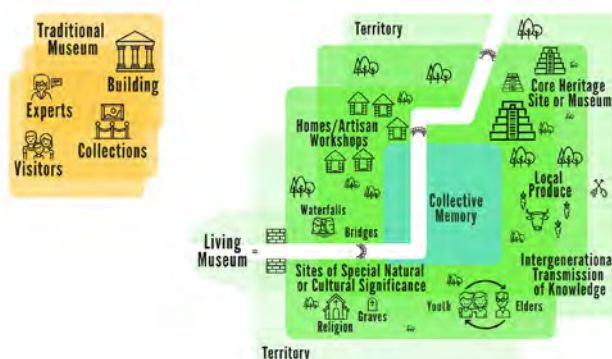 Traditional
Museum
Building
Experts
Collections
Visitors
Territory
Core Heritage
Site or Museum
Homes/Artisan
Workshops
Local
Produce
Collective
Memory
Waterfalls
Bridges
Living
Museum =
Sites of Special Natural
or Cultural Significance
Intergenerational
Transmission
of Knowledge
Religion
Graves
Youth
Elders
Territory